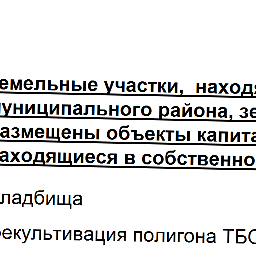 емельные участки, наход
униципального района, зе
азмещены объекты капита
аходящиеся в собственно
ладбища
екультивация полигона ТБО